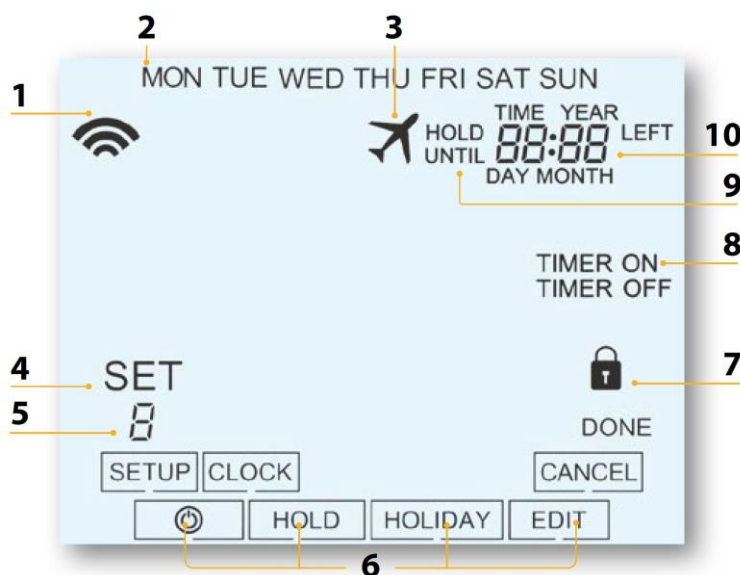 2
3
MON TUE WED THU FRI SAT SUN
1
TIME YEAR
HOLD 88:88 LEFT
UNTIL
10
DAY MONTH
9
8
TIMER ON
TIMER OFF
4
SET
7
5
8
DONE
SETUP CLOCK CANCEL
HOLD HOLIDAY EDIT
6